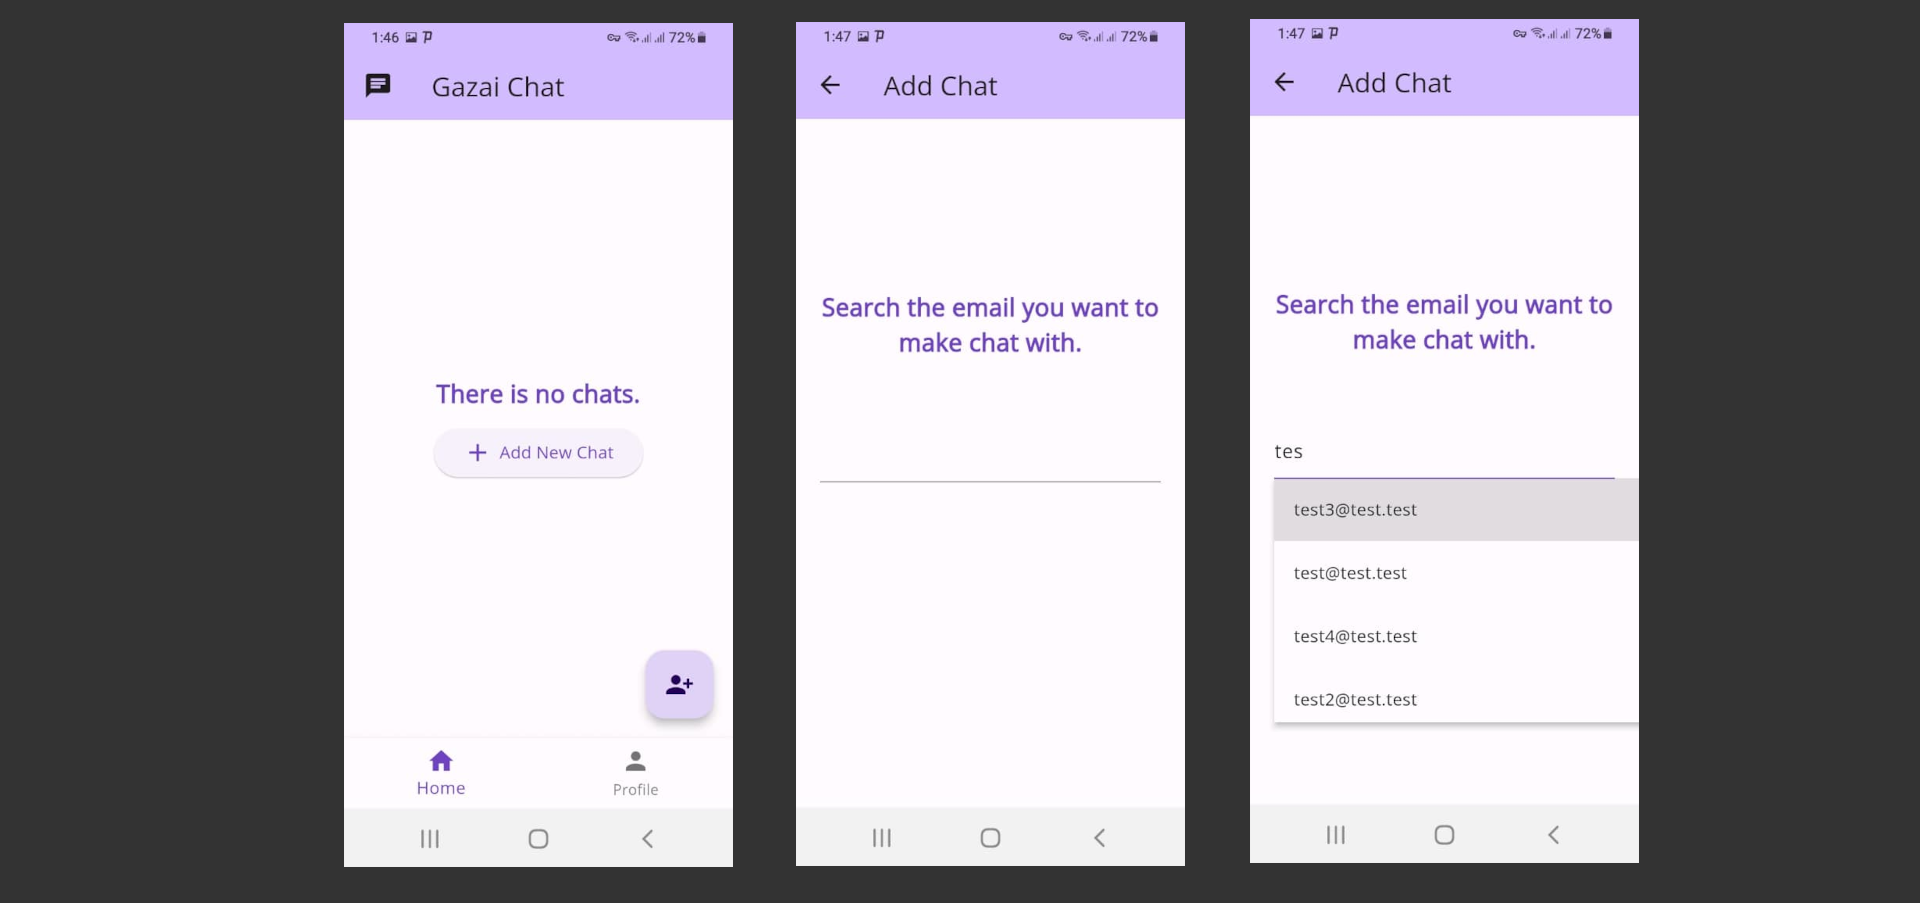 1:46
72%
Gazai Chat
There is no chats.
Add New Chat
Home
Profile
1:47
72%
Add Chat
Search the email you want to
make chat with.
1:47
72%
Add Chat
Search the email you want to
make chat with.
tes
test3@test.test
test@test.test
test4@test.test
test2@test.test